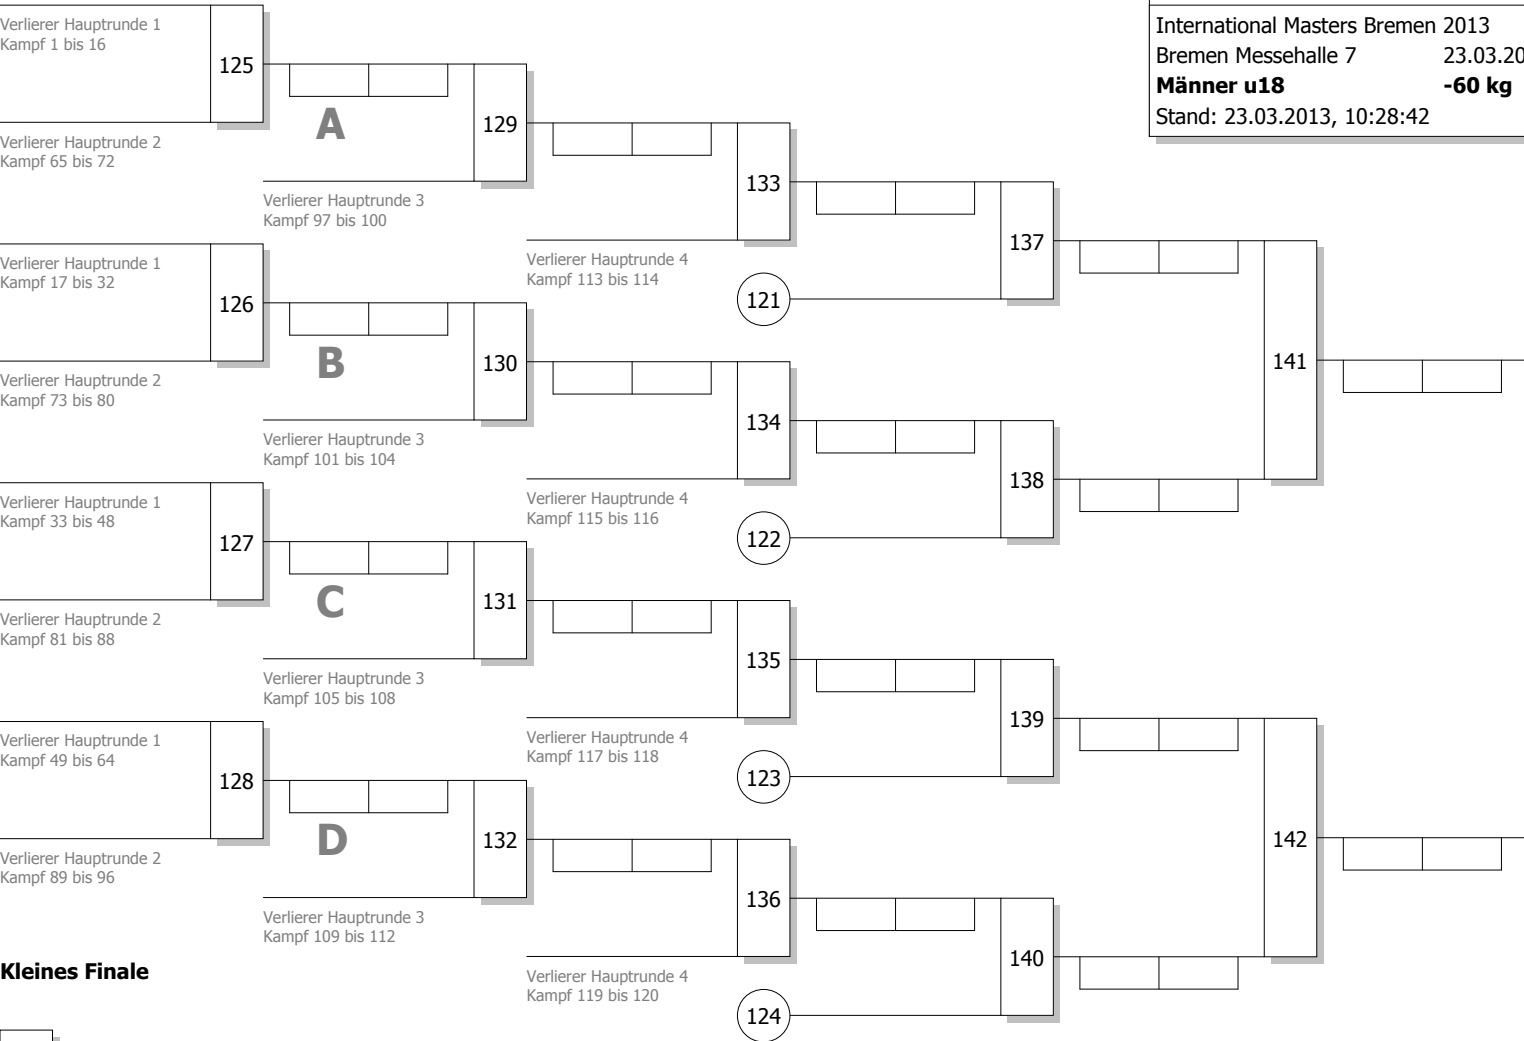 International Masters Bremen 2013
Bremen Messehalle 7 23.03.20
Männer u18 -60 kg
Stand: 23.03.2013, 10:28:42
Verlierer Hauptrunde 1
Kampf 1 bis 16
125
Verlierer Hauptrunde 2
Kampf 65 bis 72
A
129
Verlierer Hauptrunde 3
Kampf 97 bis 100
133
Verlierer Hauptrunde 4
Kampf 113 bis 114
137
121
Verlierer Hauptrunde 1
Kampf 17 bis 32
126
Verlierer Hauptrunde 2
Kampf 73 bis 80
B
130
Verlierer Hauptrunde 3
Kampf 101 bis 104
134
Verlierer Hauptrunde 4
Kampf 115 bis 116
138
122
141
Verlierer Hauptrunde 1
Kampf 33 bis 48
127
Verlierer Hauptrunde 2
Kampf 81 bis 88
C
131
Verlierer Hauptrunde 3
Kampf 105 bis 108
135
Verlierer Hauptrunde 4
Kampf 117 bis 118
139
123
Verlierer Hauptrunde 1
Kampf 49 bis 64
128
Verlierer Hauptrunde 2
Kampf 89 bis 96
D
132
Verlierer Hauptrunde 3
Kampf 109 bis 112
136
Verlierer Hauptrunde 4
Kampf 119 bis 120
140
124
142
Kleines Finale